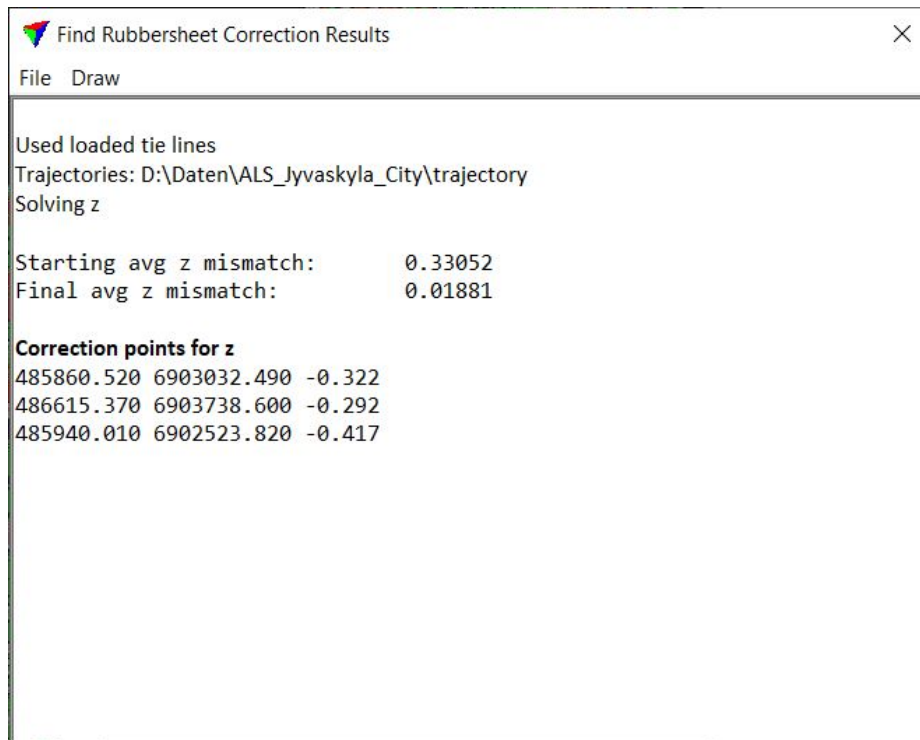 Find Rubbersheet Correction Results
File Draw
Used loaded tie lines
Trajectories: D:\Daten\ALS_Jyvaskyla_City\trajectory
Solving z
Starting avg z mismatch: 0.33052
Final avg z mismatch: 0.01881
Correction points for z
485860.520 6903032.490 -0.322
486615.370 6903738.600 -0.292
485940.010 6902523.820 -0.417